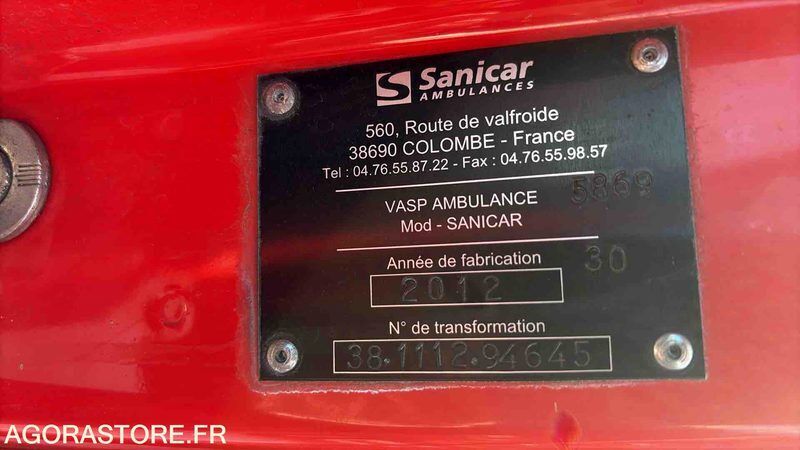 Sanicar
AMBULANCES
560, Route de valfroide
38690 COLOMBE - France
Tel : 04.76.55.87.22 - Fax : 04.76.55.98.57
VASP AMBULANCE 5869
Mod - SANICAR
Année de fabrication 30
2012
N° de transformation
38.1112.94645
AGORASTORE.FR